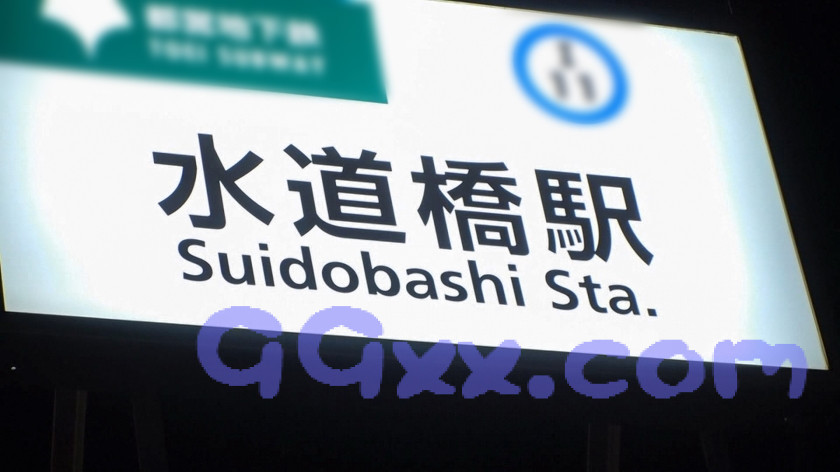 水道橋駅
Suidobashi Sta.
GGxx.com